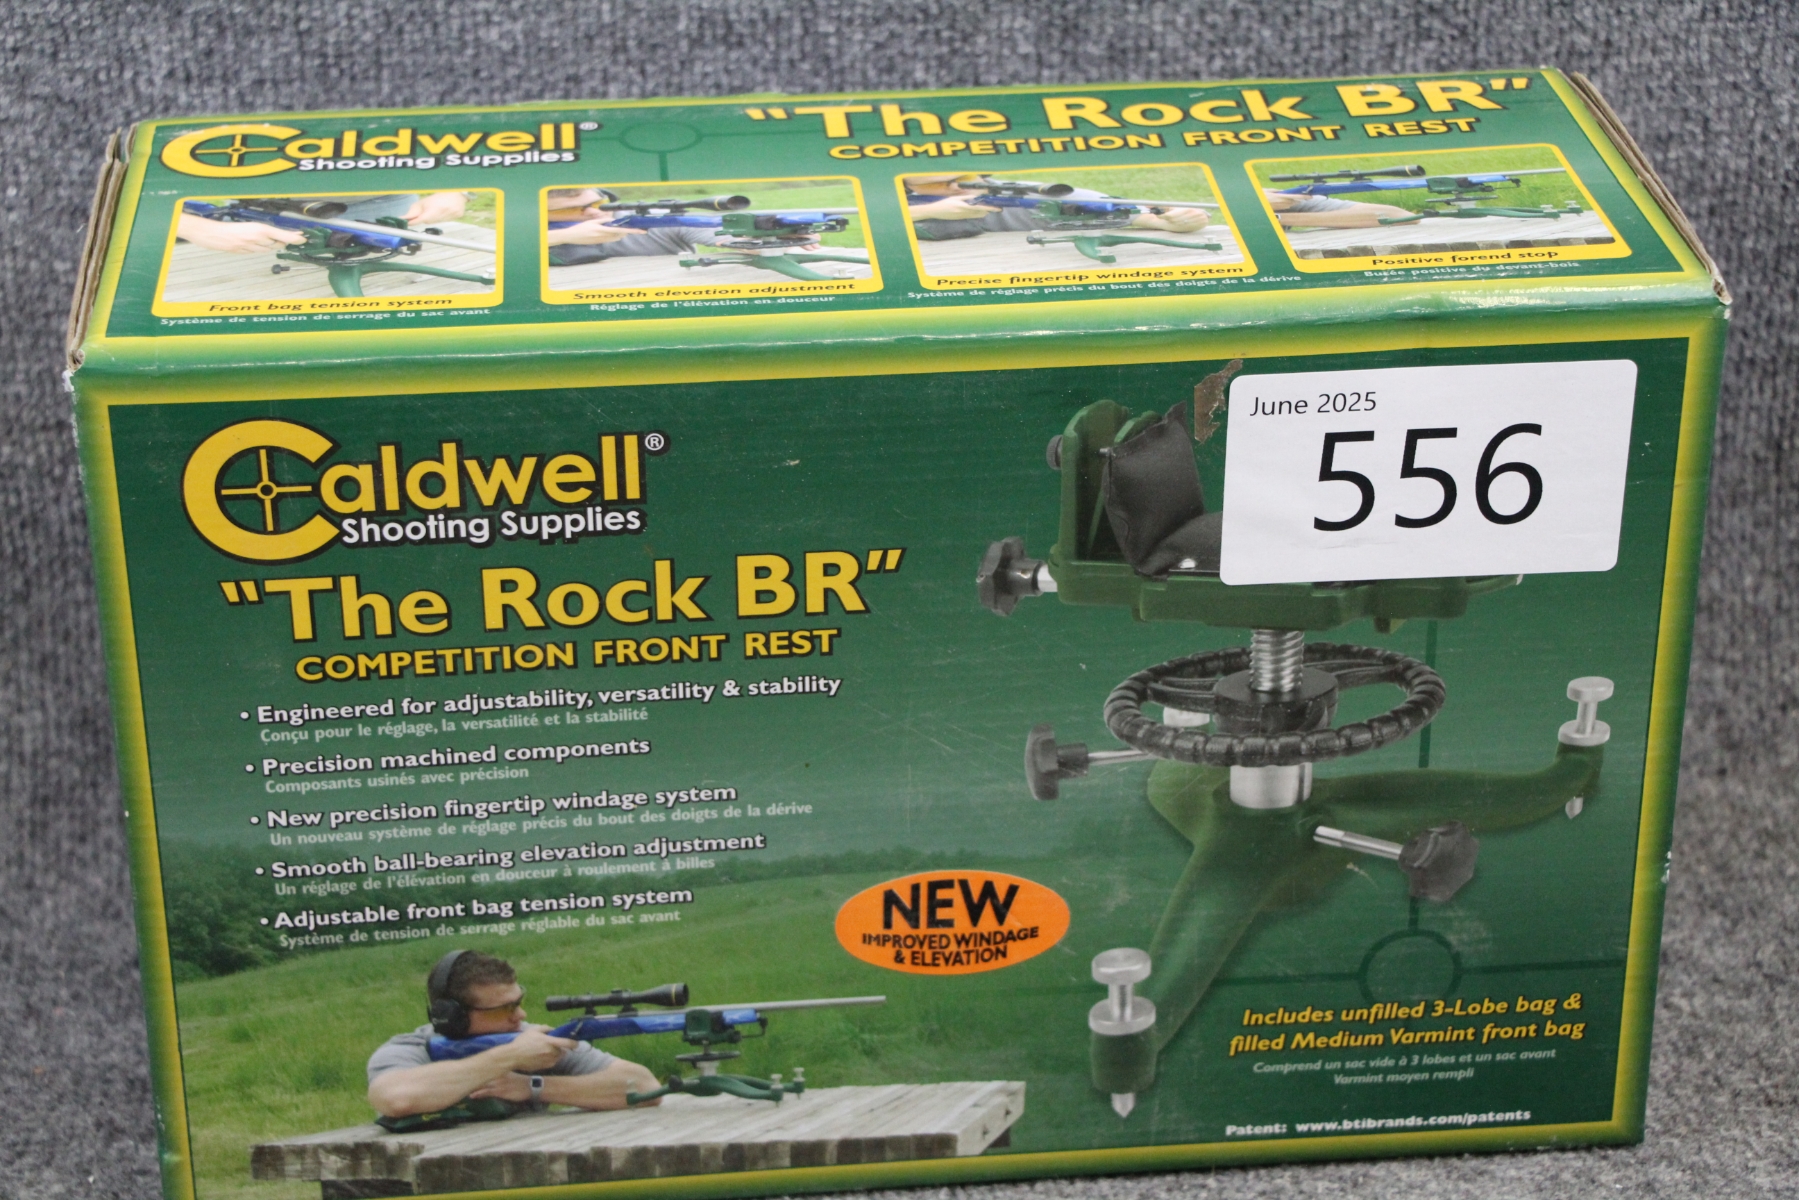 Caldwell®
Shooting Supplies
"The Rock BR"
COMPETITION FRONT REST
Front bag tension system
Système de tension de serrage du sac avant
Smooth elevation adjustment
Réglage de l'élévation en douceur
Precise fingertip windage system
Système de réglage précis du bout des doigts de la dérive
Positive forend stop
Butée positive du devant-bois
June 2025
556
Caldwell®
Shooting Supplies
"The Rock BR"
COMPETITION FRONT REST
• Engineered for adjustability, versatility & stability
Conçu pour le réglage, la versatilité et la stabilité
• Precision machined components
Composants usinés avec précision
• New precision fingertip windage system
Un nouveau système de réglage précis du bout des doigts de la dérive
• Smooth ball-bearing elevation adjustment
Un réglage de l'élévation en douceur à roulement à billes
• Adjustable front bag tension system
Système de tension de serrage réglable du sac avant
NEW
IMPROVED WINDAGE
& ELEVATION
Includes unfilled 3-Lobe bag &
filled Medium Varmint front bag
Comprend un sac vide à 3 lobes et un sac avant
Varmint moyen rempli
Patent: www.btibrands.com/patents